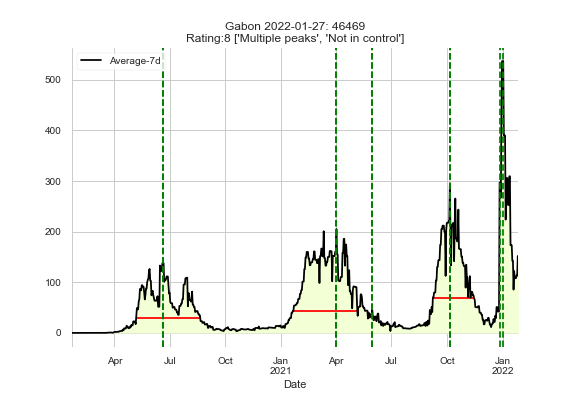 Gabon 2022-01-27: 46469
Rating:8 ['Multiple peaks', 'Not in control']
Average-7d
500
400
300
200
100
0
Apr Jul Oct Jan Apr Jul Oct Jan
2021 2022
Date